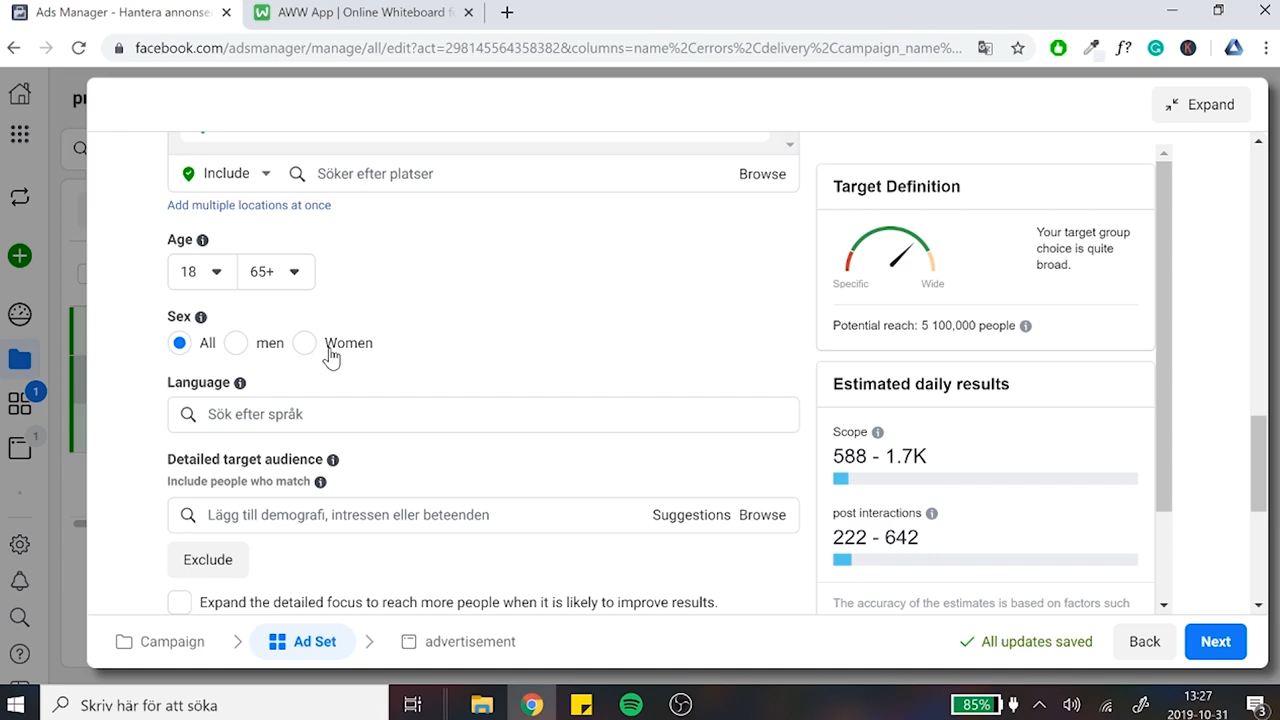 Ads Manager - Hantera annonser
AWW App | Online Whiteboard fo
facebook.com/adsmanager/manage/all/edit?act=298145564358382&columns=name%2Cerrors%2Cdelivery%2Ccampaign_name%...
f?
K
pr
Expand
Include
Söker efter platser
Browse
Add multiple locations at once
Age
18
65+
Sex
All
men
Women
Language
Sök efter språk
Detailed target audience
Include people who match
Lägg till demografi, intressen eller beteenden
Suggestions
Browse
Exclude
Expand the detailed focus to reach more people when it is likely to improve results.
Target Definition
Your target group
choice is quite
broad.
Specific
Wide
Potential reach: 5 100,000 people
Estimated daily results
Scope
588 - 1.7K
post interactions
222 - 642
The accuracy of the estimates is based on factors such
1
1
Campaign
Ad Set
advertisement
All updates saved
Back
Next
Skriv här för att söka
85%
13:27
2019-10-31
3